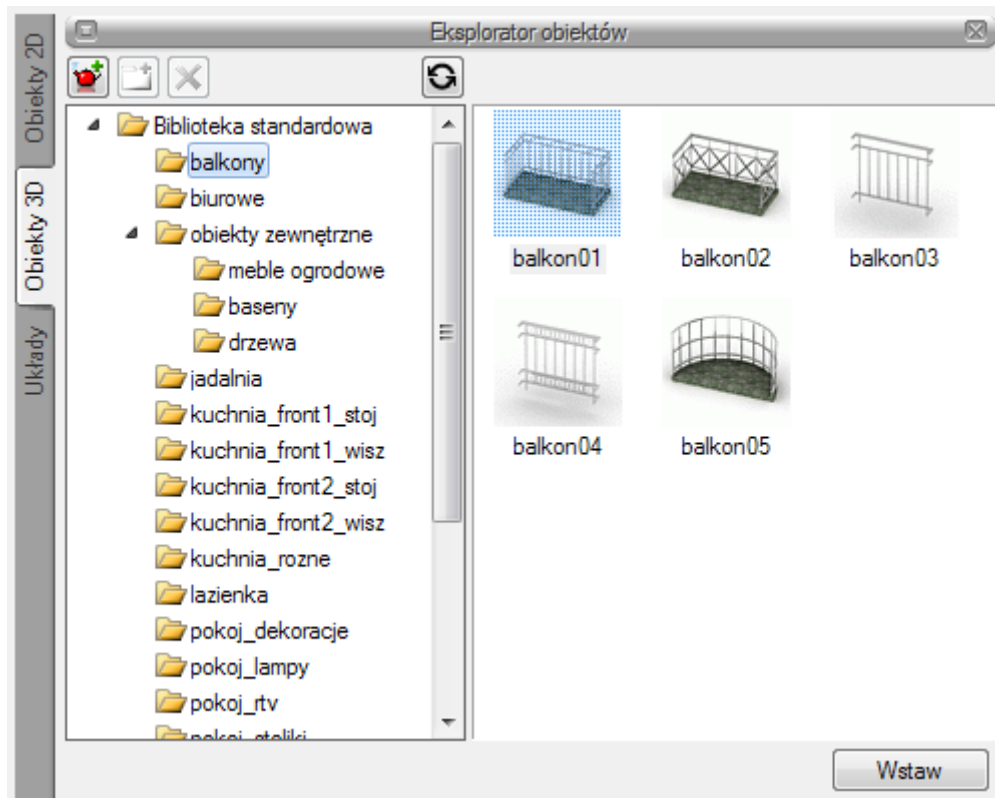 Eksplorator obiektów
Obiekty 2D
Obiekty 3D
Układy
Biblioteka standardowa
balkony
biurowe
obiekty zewnętrzne
meble ogrodowe
baseny
drzewa
jadalnia
kuchnia_front1_stoj
kuchnia_front1_wisz
kuchnia_front2_stoj
kuchnia_front2_wisz
kuchnia_rozne
lazienka
pokoj_dekoracje
pokoj_lampy
pokoj_rtv
pokoj_stoliki
balkon01 balkon02 balkon03
balkon04 balkon05
Wstaw